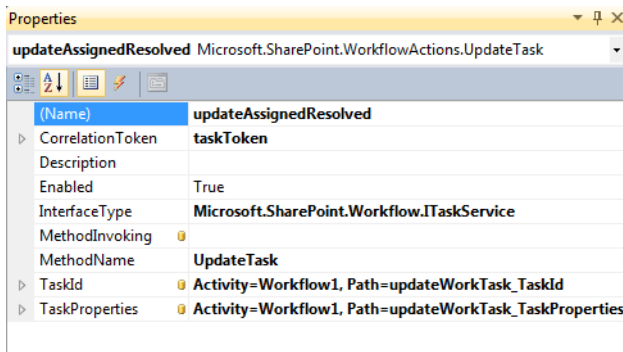 Properties
updateAssignedResolved Microsoft.SharePoint.WorkflowActions.UpdateTask
(Name) updateAssignedResolved
CorrelationToken taskToken
Description
Enabled True
InterfaceType Microsoft.SharePoint.Workflow.ITaskService
MethodInvoking
MethodName UpdateTask
TaskId Activity=Workflow1, Path=updateWorkTask_TaskId
TaskProperties Activity=Workflow1, Path=updateWorkTask_TaskProperties